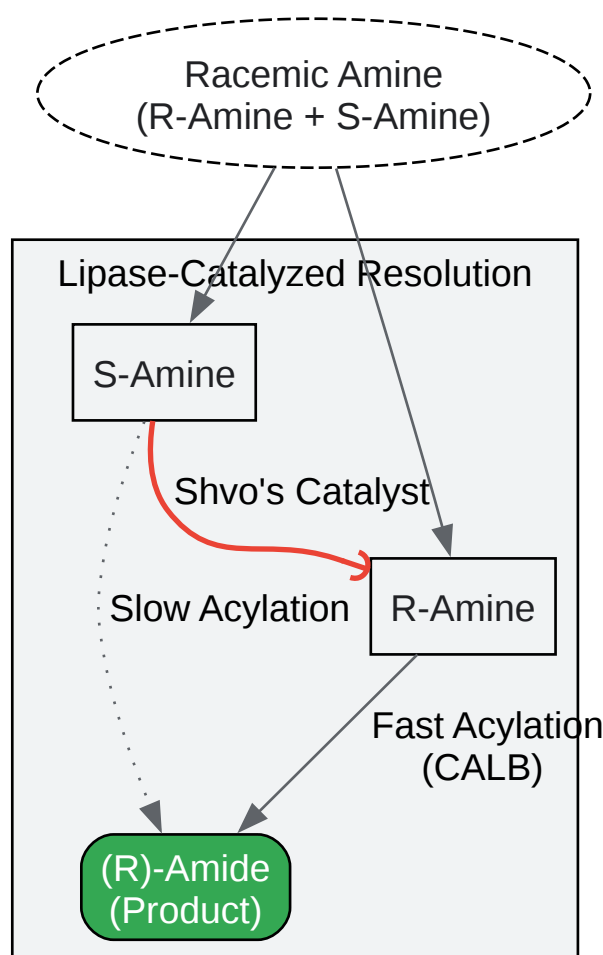 Racemic Amine
(R-Amine + S-Amine)
Lipase-Catalyzed Resolution
S-Amine
Shvo's Catalyst
Slow Acylation
R-Amine
Fast Acylation
(CALB)
(R)-Amide
(Product)